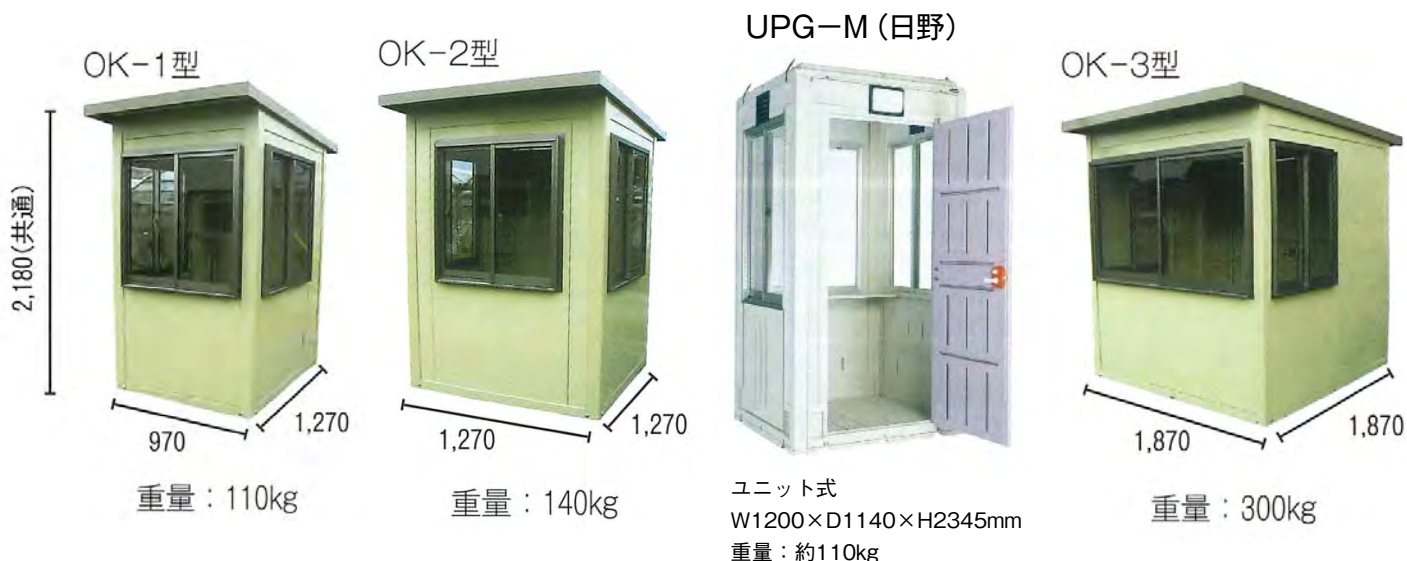 OK-1型
2,180(共通)
970
1,270
重量：110kg
OK-2型
1,270
1,270
重量：140kg
UPG-M (日野)
ユニット式
W1200×D1140×H2345mm
重量：約110kg
OK-3型
1,870
1,870
重量：300kg